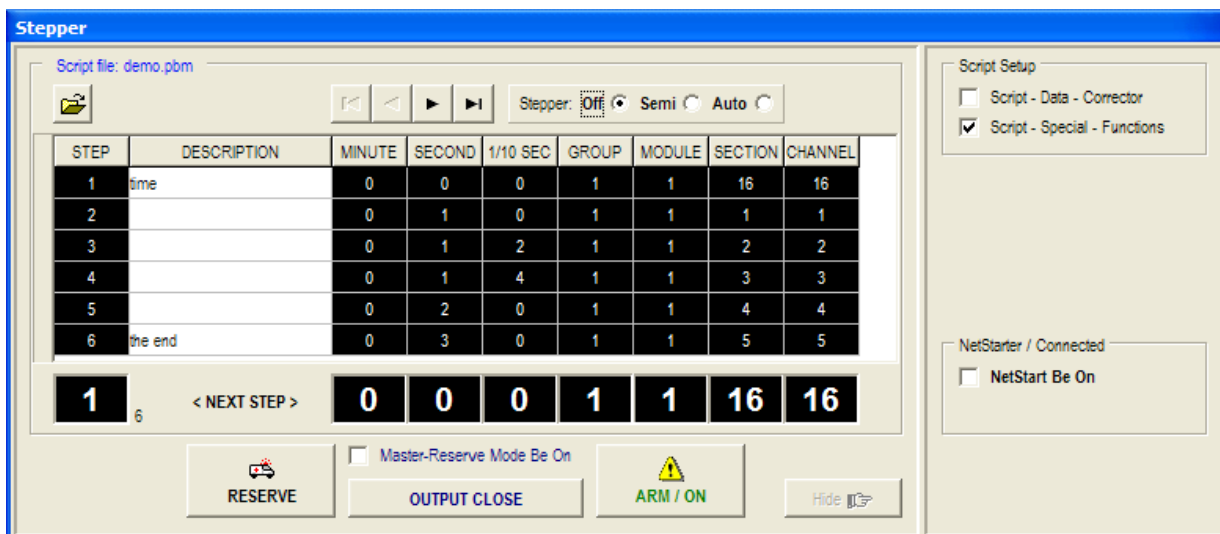 Stepper
Script file: demo.pbm
Stepper: Off Semi Auto
STEP DESCRIPTION MINUTE SECOND 1/10 SEC GROUP MODULE SECTION CHANNEL
1 time 0 0 0 1 1 16 16
2 0 1 0 1 1 1 1
3 0 1 2 1 1 2 2
4 0 1 4 1 1 3 3
5 0 2 0 1 1 4 4
6 the end 0 3 0 1 1 5 5
1 6 < NEXT STEP > 0 0 0 1 1 16 16
RESERVE
Master-Reserve Mode Be On
OUTPUT CLOSE
ARM / ON
Hide
Script Setup
Script - Data - Corrector
Script - Special - Functions
NetStarter / Connected
NetStart Be On